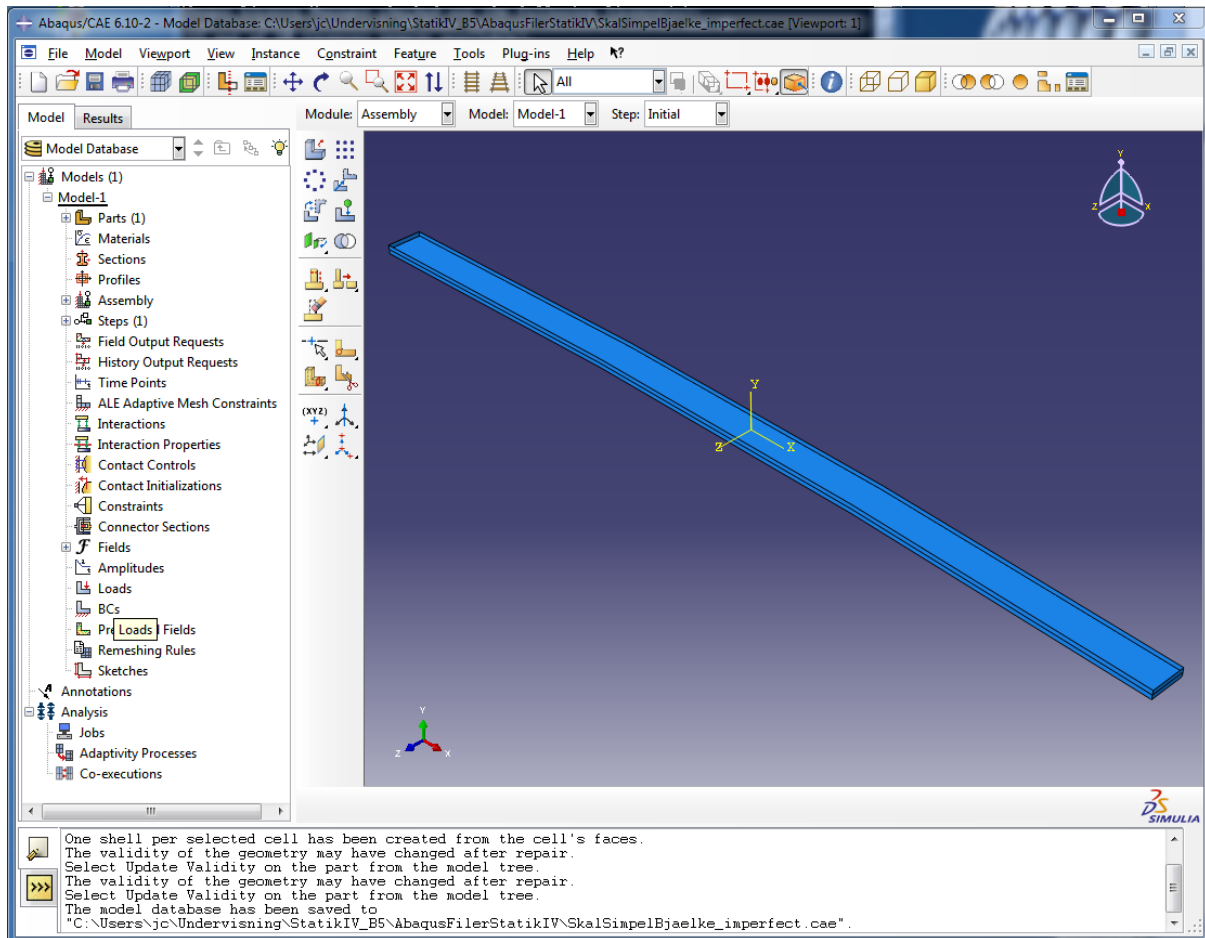 Abaqus/CAE 6.10-2 - Model Database: C:\Users\jc\Undervisning\StatikIV_B5\AbaqusFilerStatikIV\SkalSimpelBjaelke_imperfect.cae [Viewport: 1]
File Model Viewport View Instance Constraint Feature Tools Plug-ins Help
All
Model Results
Module: Assembly Model: Model-1 Step: Initial
Model Database
Models (1)
Model-1
Parts (1)
Materials
Sections
Profiles
Assembly
Steps (1)
Field Output Requests
History Output Requests
Time Points
ALE Adaptive Mesh Constraints
Interactions
Interaction Properties
Contact Controls
Contact Initializations
Constraints
Connector Sections
Fields
Amplitudes
Loads
BCs
Pre Loads Fields
Remeshing Rules
Sketches
Annotations
Analysis
Jobs
Adaptivity Processes
Co-executions
(XYZ)
Y
Z X
Y
Z X
Y
Z X
SIMULIA
One shell per selected cell has been created from the cell's faces.
The validity of the geometry may have changed after repair.
Select Update Validity on the part from the model tree.
The validity of the geometry may have changed after repair.
Select Update Validity on the part from the model tree.
The model database has been saved to
"C:\Users\jc\Undervisning\StatikIV_B5\AbaqusFilerStatikIV\SkalSimpelBjaelke_imperfect.cae".